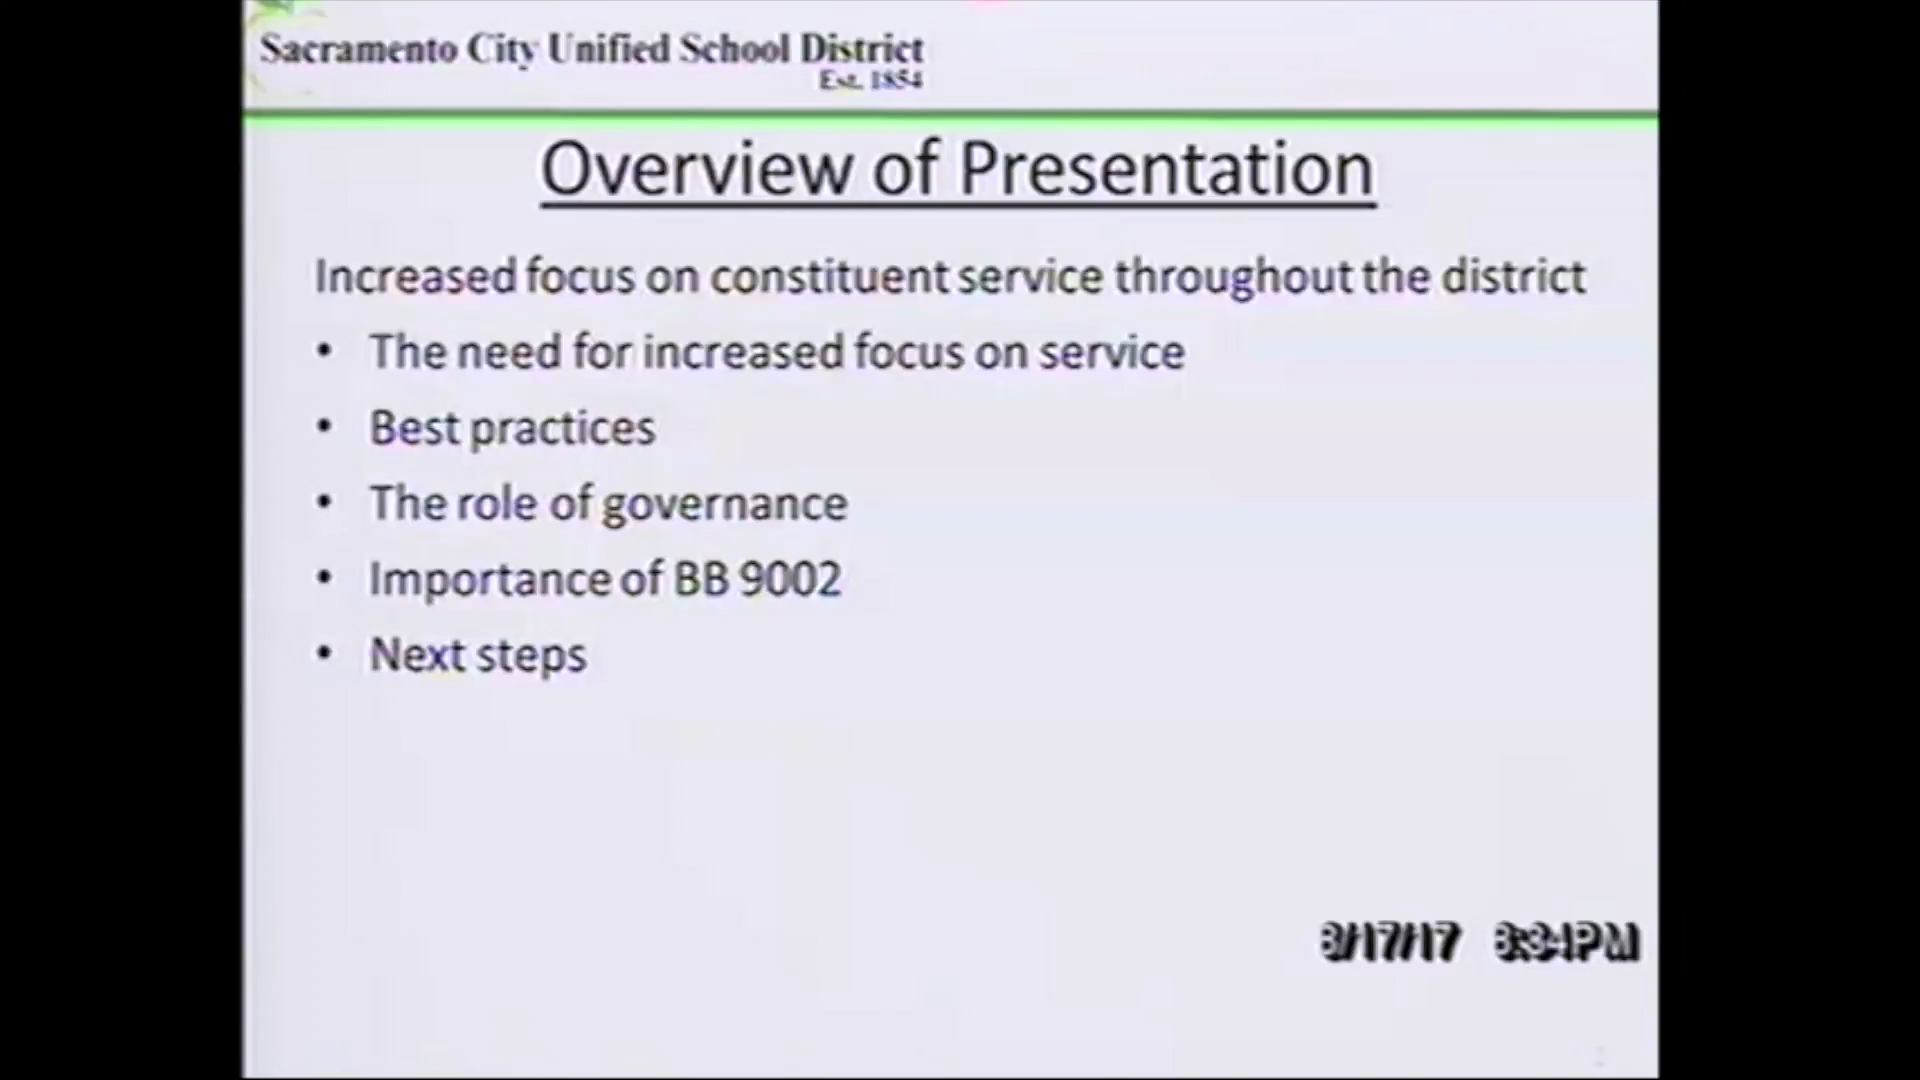 Sacramento City Unified School District
Est. 1854
Overview of Presentation
Increased focus on constituent service throughout the district
• The need for increased focus on service
• Best practices
• The role of governance
• Importance of BB 9002
• Next steps
8/17/17 8:34PM